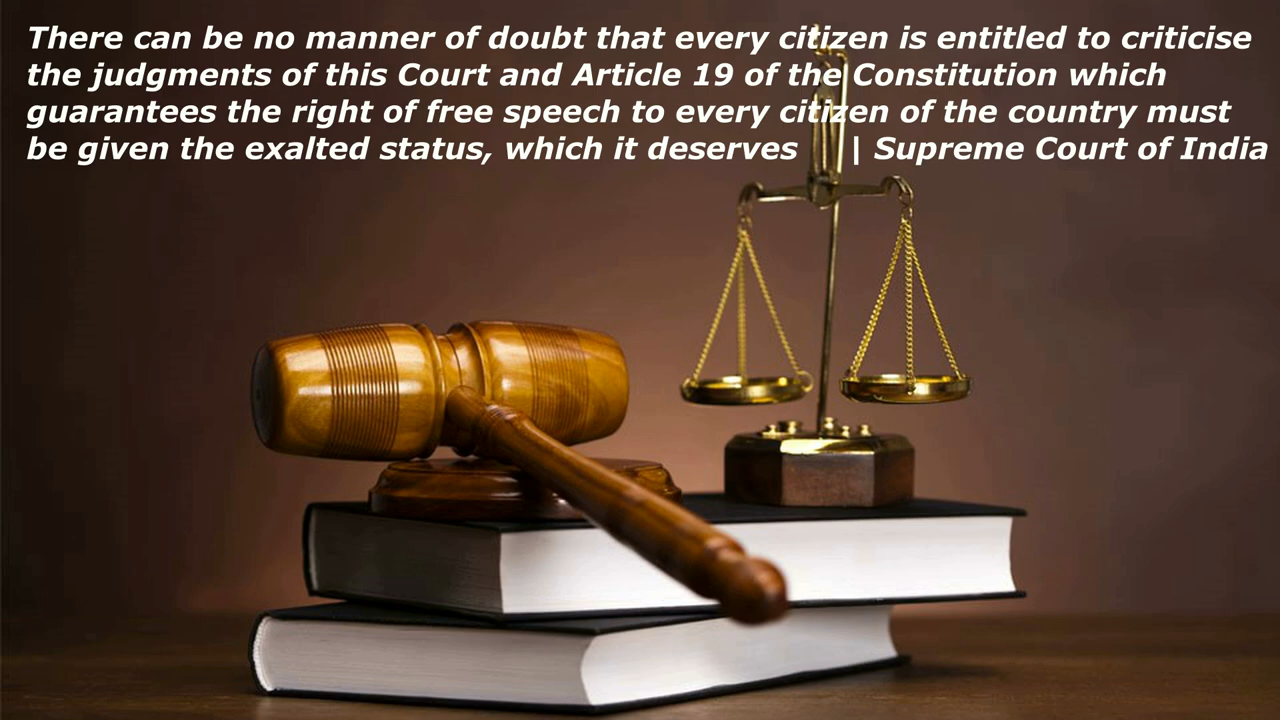 There can be no manner of doubt that every citizen is entitled to criticise
the judgments of this Court and Article 19 of the Constitution which
guarantees the right of free speech to every citizen of the country must
be given the exalted status, which it deserves | Supreme Court of India